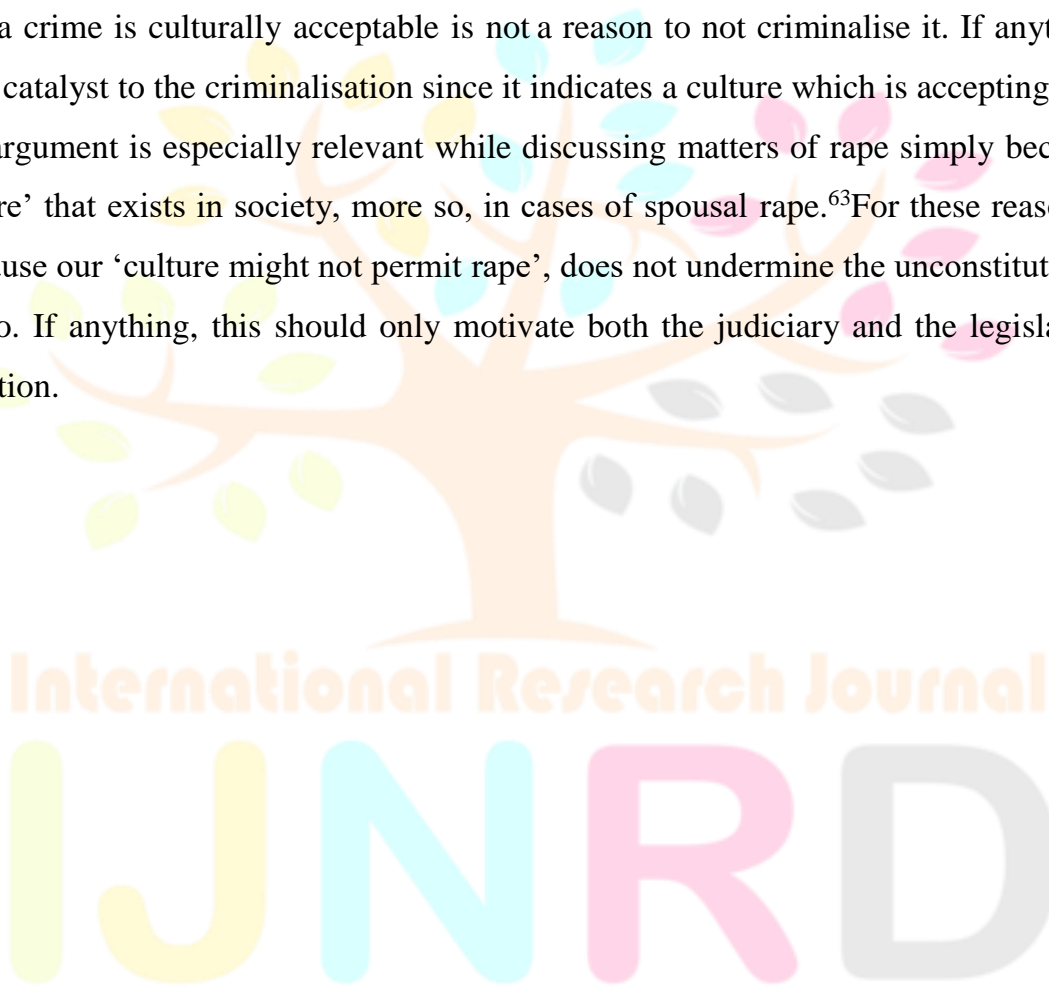 a crime is culturally acceptable is not a reason to not criminalise it. If anyt
catalyst to the criminalisation since it indicates a culture which is accepting
argument is especially relevant while discussing matters of rape simply bec
re’ that exists in society, more so, in cases of spousal rape.⁶³For these reaso
use our ‘culture might not permit rape’, does not undermine the unconstitut
o. If anything, this should only motivate both the judiciary and the legisla
tion.
International Research Journal
IJNRD